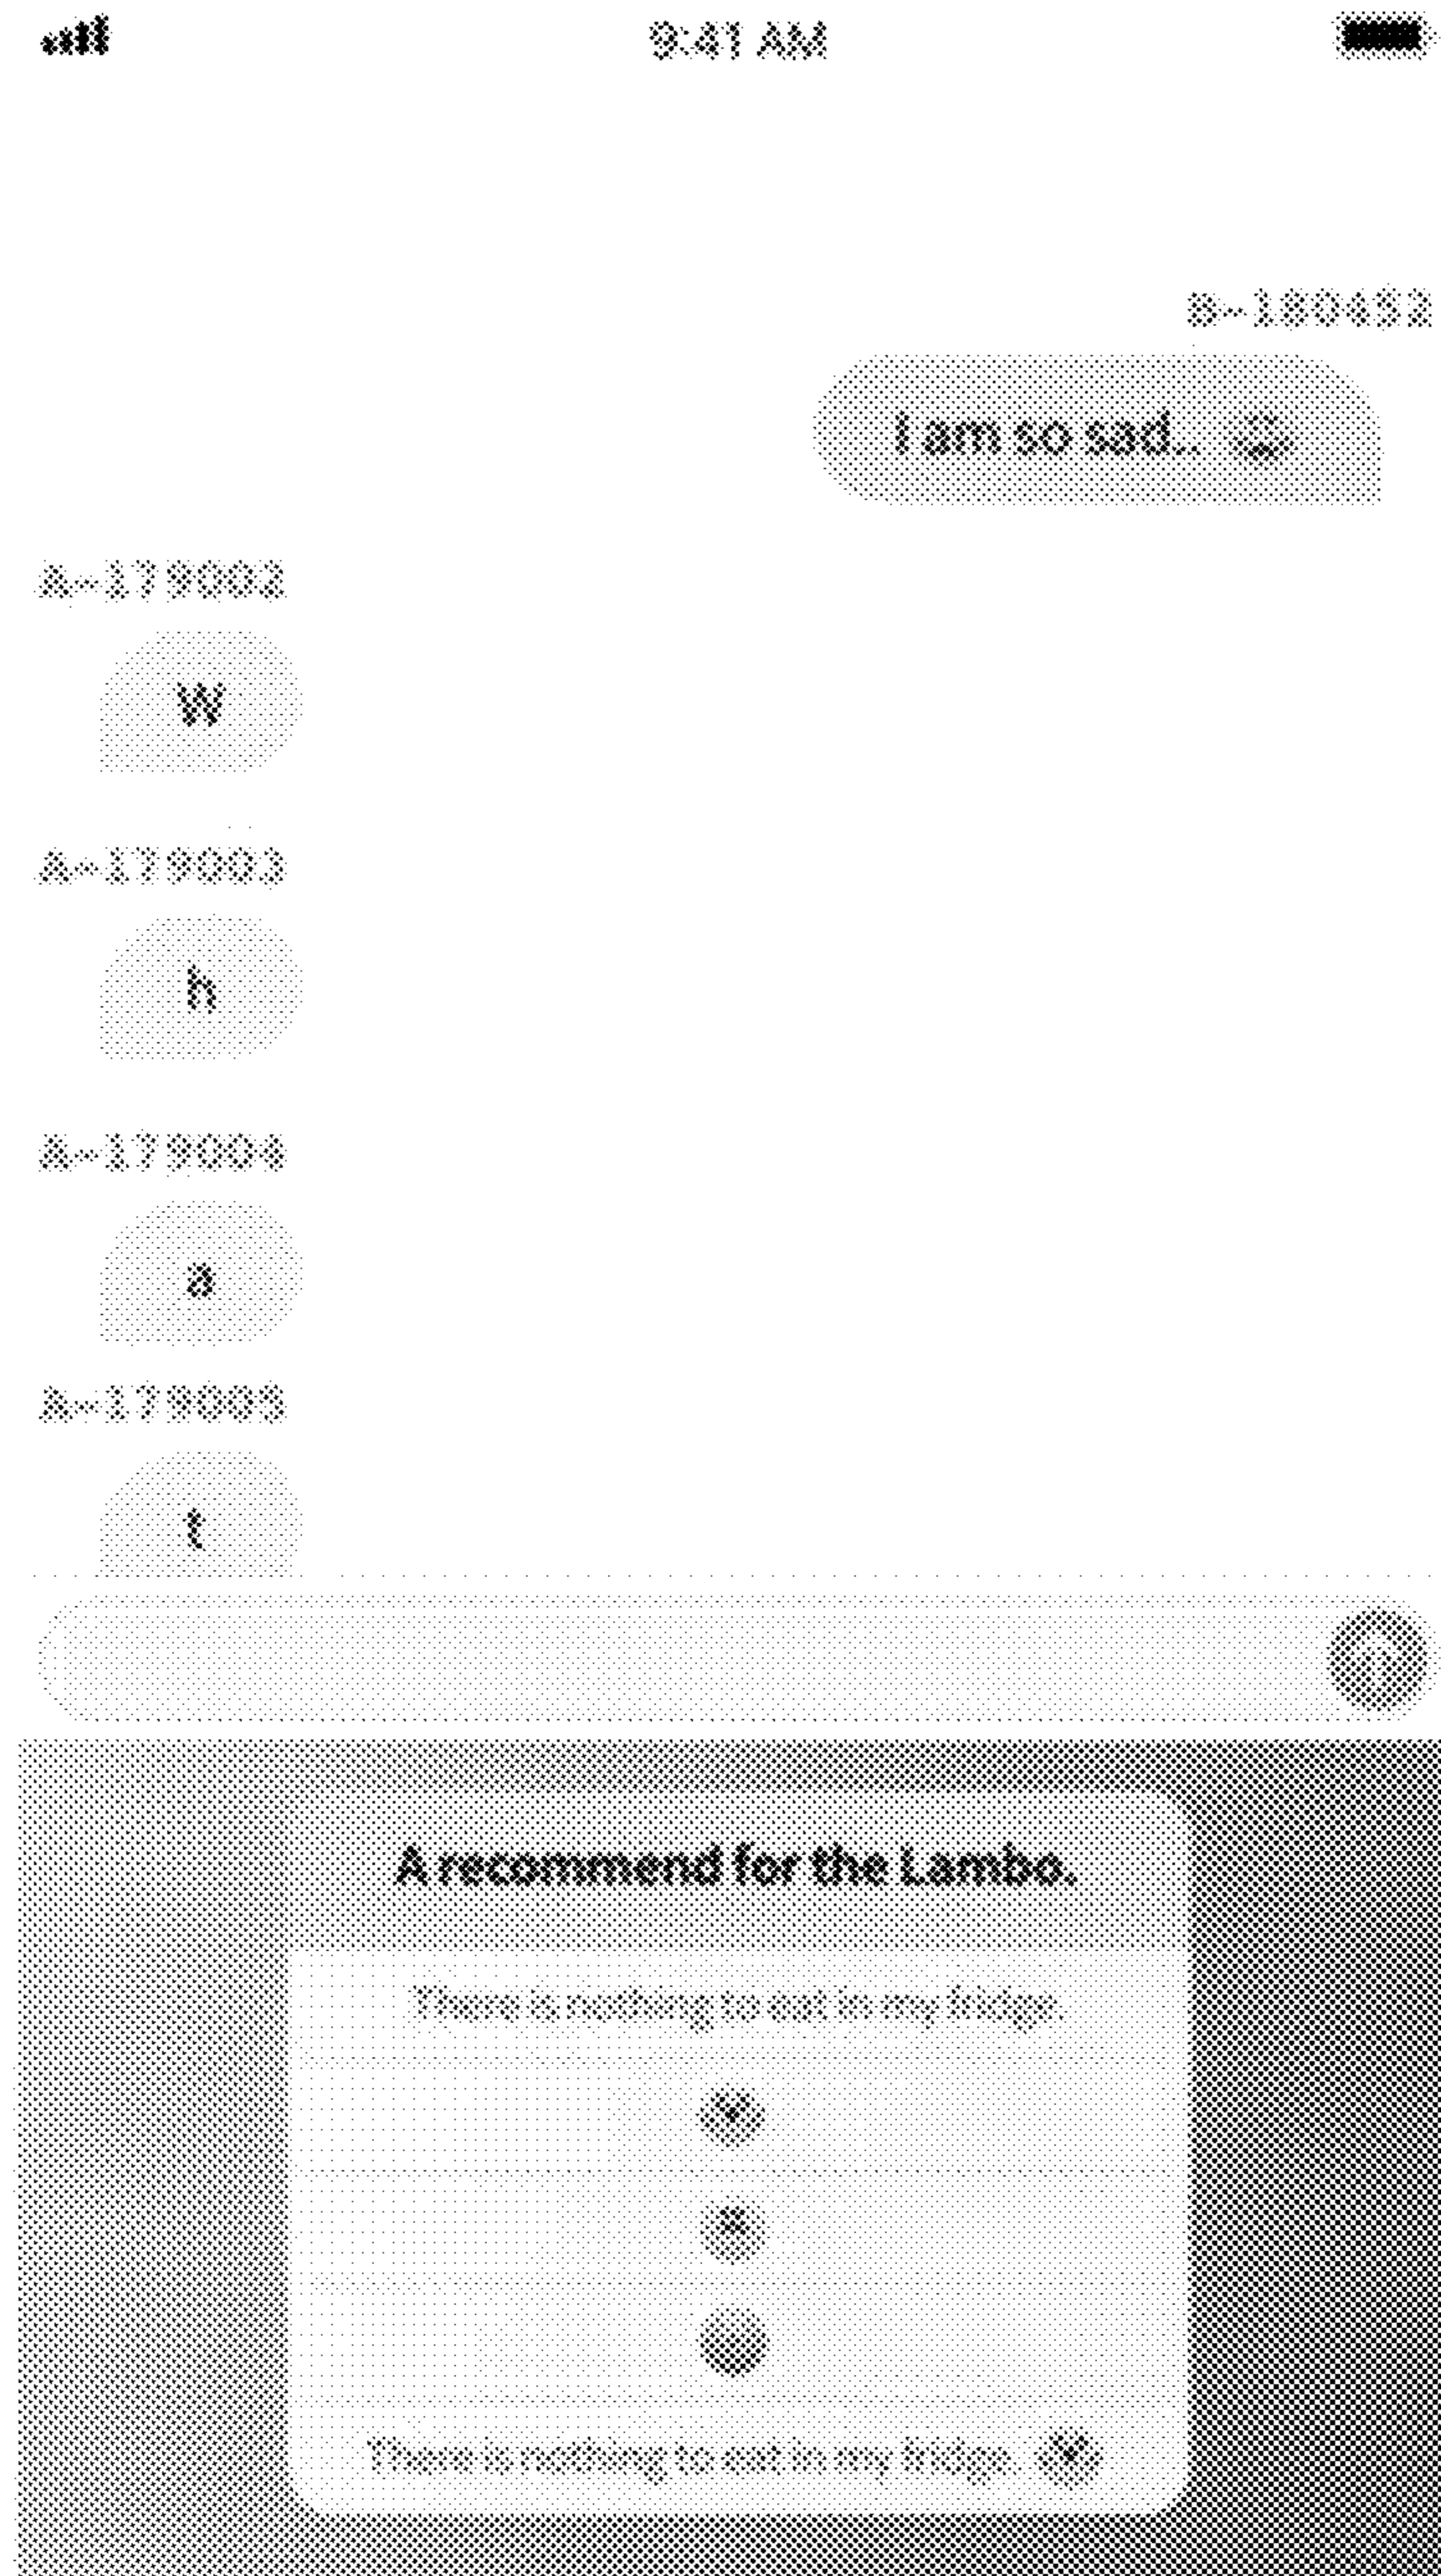 9:41 AM
B-180452
I am so sad..
A-179002
W
A-179003
h
A-179004
a
A-179005
t
A recommend for the Lambo.
There is nothing to eat in my fridge.
There is nothing to eat in my fridge.